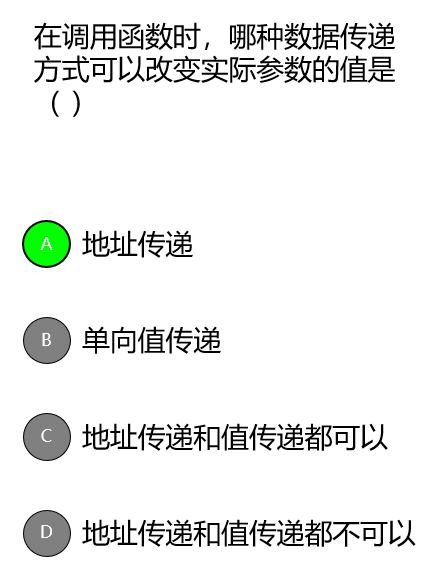 在调用函数时，哪种数据传递
方式可以改变实际参数的值是
（ ）
A 地址传递
B 单向值传递
C 地址传递和值传递都可以
D 地址传递和值传递都不可以